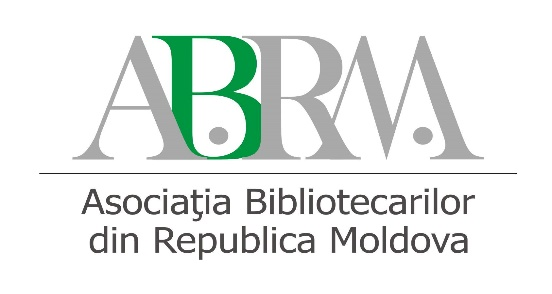 ABRM
Asociaţia Bibliotecarilor
din Republica Moldova